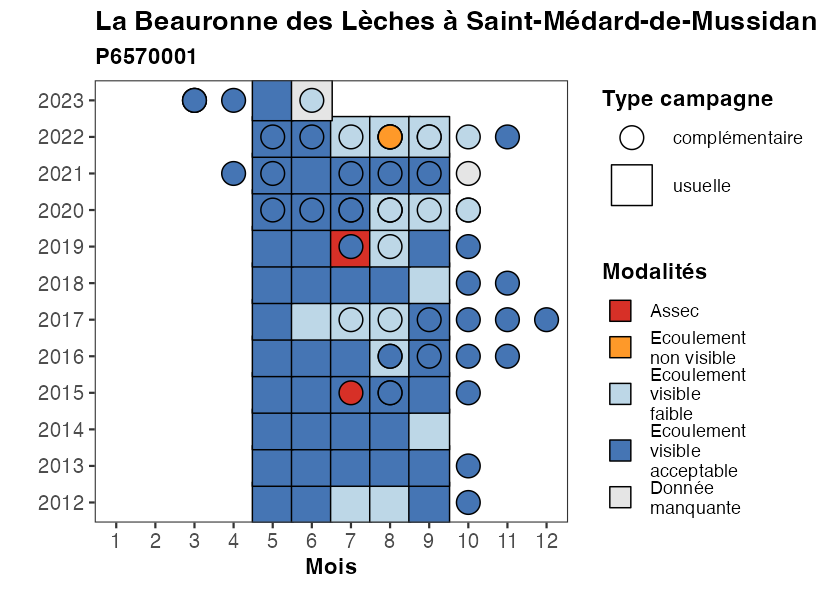 La Beauronne des Lèches à Saint-Médard-de-Mussidan
P6570001
2023
2022
2021
2020
2019
2018
2017
2016
2015
2014
2013
2012
1 2 3 4 5 6 7 8 9 10 11 12
Mois
Type campagne
complémentaire
usuelle
Modalités
Assec
Ecoulement
non visible
Ecoulement
visible
faible
Ecoulement
visible
acceptable
Donnée
manquante